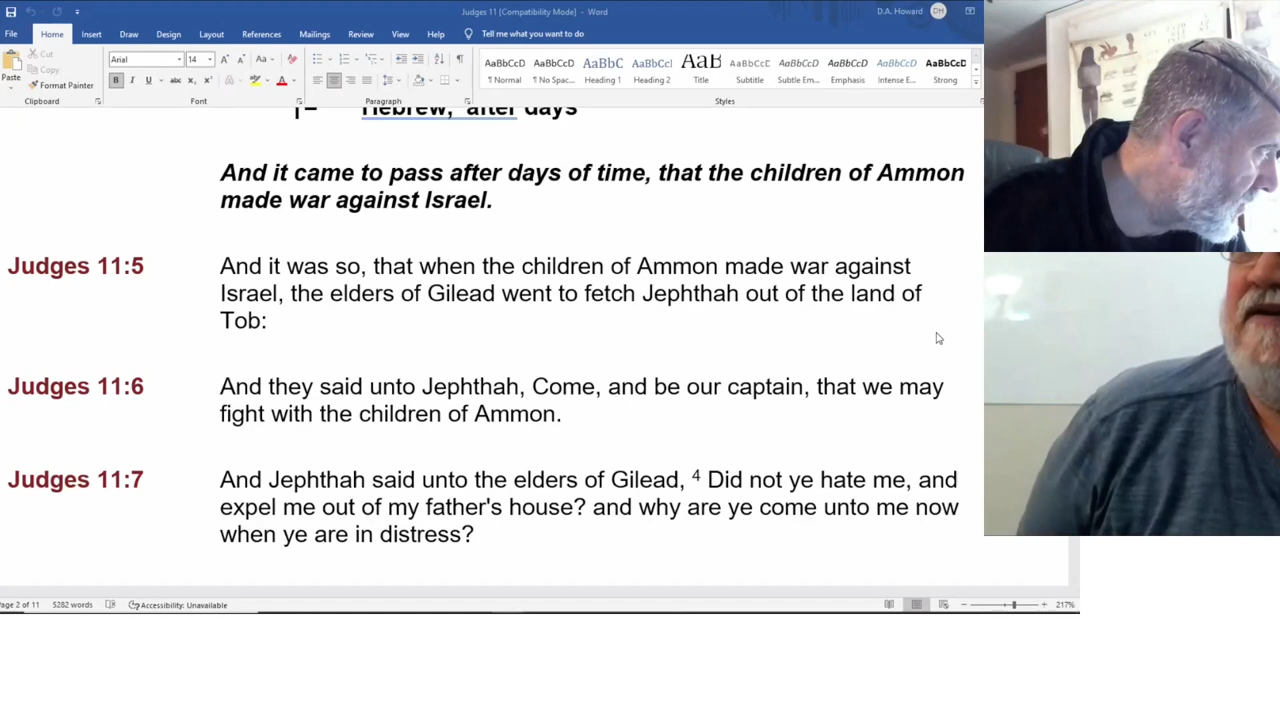 Judges 11 [Compatibility Mode] - Word
D.A. Howard
DH
File Home Insert Draw Design Layout References Mailings Review View Help Tell me what you want to do
Cut
Copy
Paste
Format Painter
Clipboard
Arial
14
Font
Paragraph
AaBbCcD AaBbCcD AaBbC AaBbCcl AaB AaBbCcD AaBbCcD AaBbCcD AaBbCcD AaBbCcD
¶ Normal ¶ No Spac... Heading 1 Heading 2 Title Subtitle Subtle Em... Emphasis Intense E... Strong
Styles
Hebrew, after days
And it came to pass after days of time, that the children of Ammon
made war against Israel.
Judges 11:5 And it was so, that when the children of Ammon made war against
Israel, the elders of Gilead went to fetch Jephthah out of the land of
Tob:
Judges 11:6 And they said unto Jephthah, Come, and be our captain, that we may
fight with the children of Ammon.
Judges 11:7 And Jephthah said unto the elders of Gilead, 4 Did not ye hate me, and
expel me out of my father's house? and why are ye come unto me now
when ye are in distress?
Page 2 of 11 5282 words Accessibility: Unavailable 217%